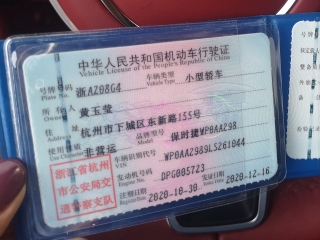 中华人民共和国机动车行驶证
Vehicle License of the People's Republic of China
号牌号码 浙AZ08G4 车辆类型 小型轿车
Plate No. Vehicle Type
所有人 黄玉莹
Owner
住址 杭州市下城区东新路155号
Address
使用性质 非营运 品牌型号 保时捷WP0AA298
Use Character Model
车辆识别代号 WP0AA2989LS261044
VIN
发动机号码 DPG005723
Engine No.
注册日期 2020-10-30 发证日期 2020-12-16
Register Date Issue Date
浙江省杭州
市公安局交
通警察支队